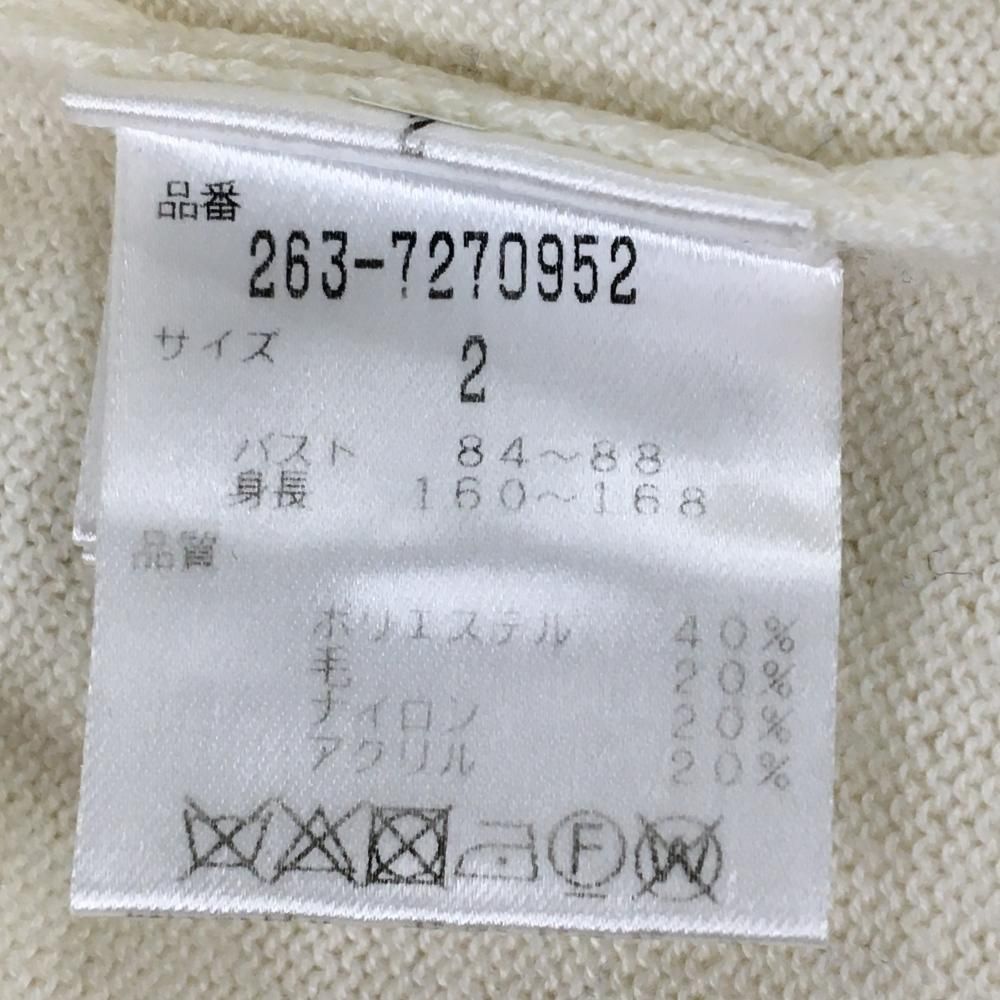 2
品番
263-7270952
サイズ
2
バスト 84～88
身長 160～168
品質
ポリエステル 40%
毛 20%
ナイロン 20%
アクリル 20%
F W